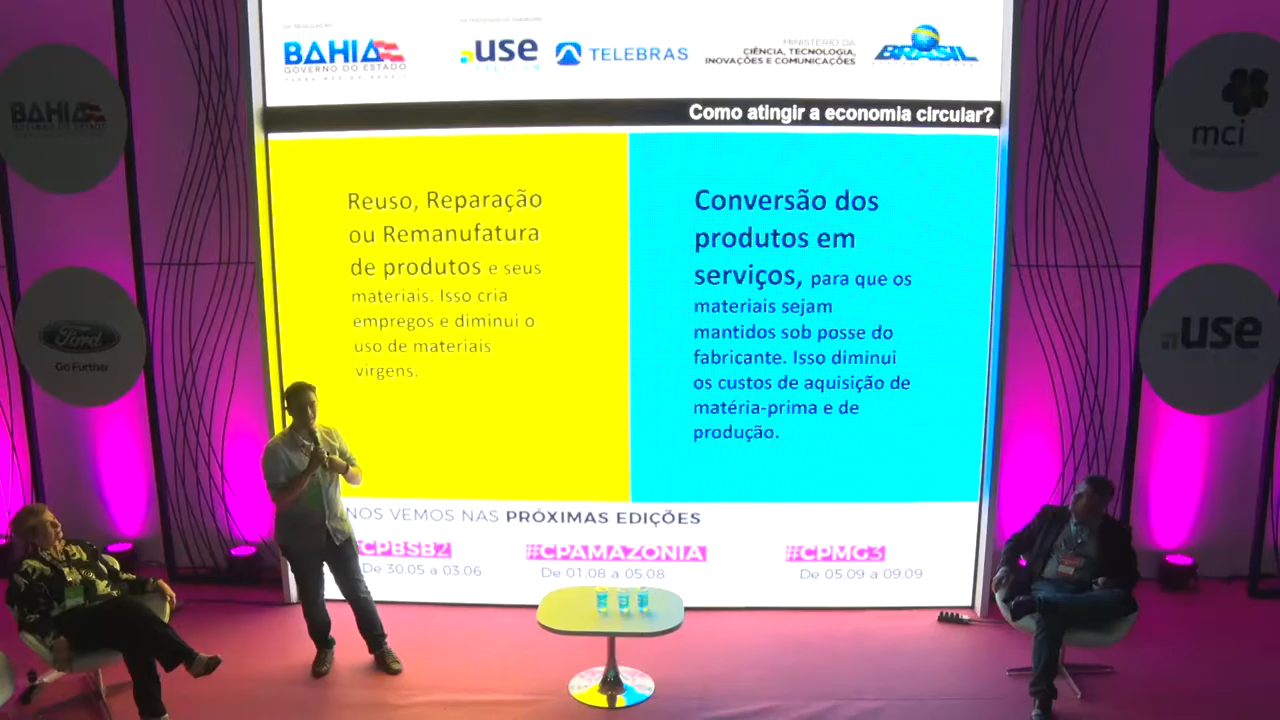 BAHIA
GOVERNO DO ESTADO
USE
TELEBRAS
MINISTÉRIO DA
CIÊNCIA, TECNOLOGIA,
INOVAÇÕES E COMUNICAÇÕES
BRASIL
Como atingir a economia circular?
Reuso, Reparação
ou Remanufatura
de produtos e seus
materiais. Isso cria
empregos e diminui o
uso de materiais
virgens.
Conversão dos
produtos em
serviços, para que os
materiais sejam
mantidos sob posse do
fabricante. Isso diminui
os custos de aquisição de
matéria-prima e de
produção.
NOS VEMOS NAS PRÓXIMAS EDIÇÕES
#CPBSB2
De 30.05 a 03.06
#CPAMAZONIA
De 01.08 a 05.08
#CPMG3
De 05.09 a 09.09
BAHIA
Ford
Go Further
mci
USE